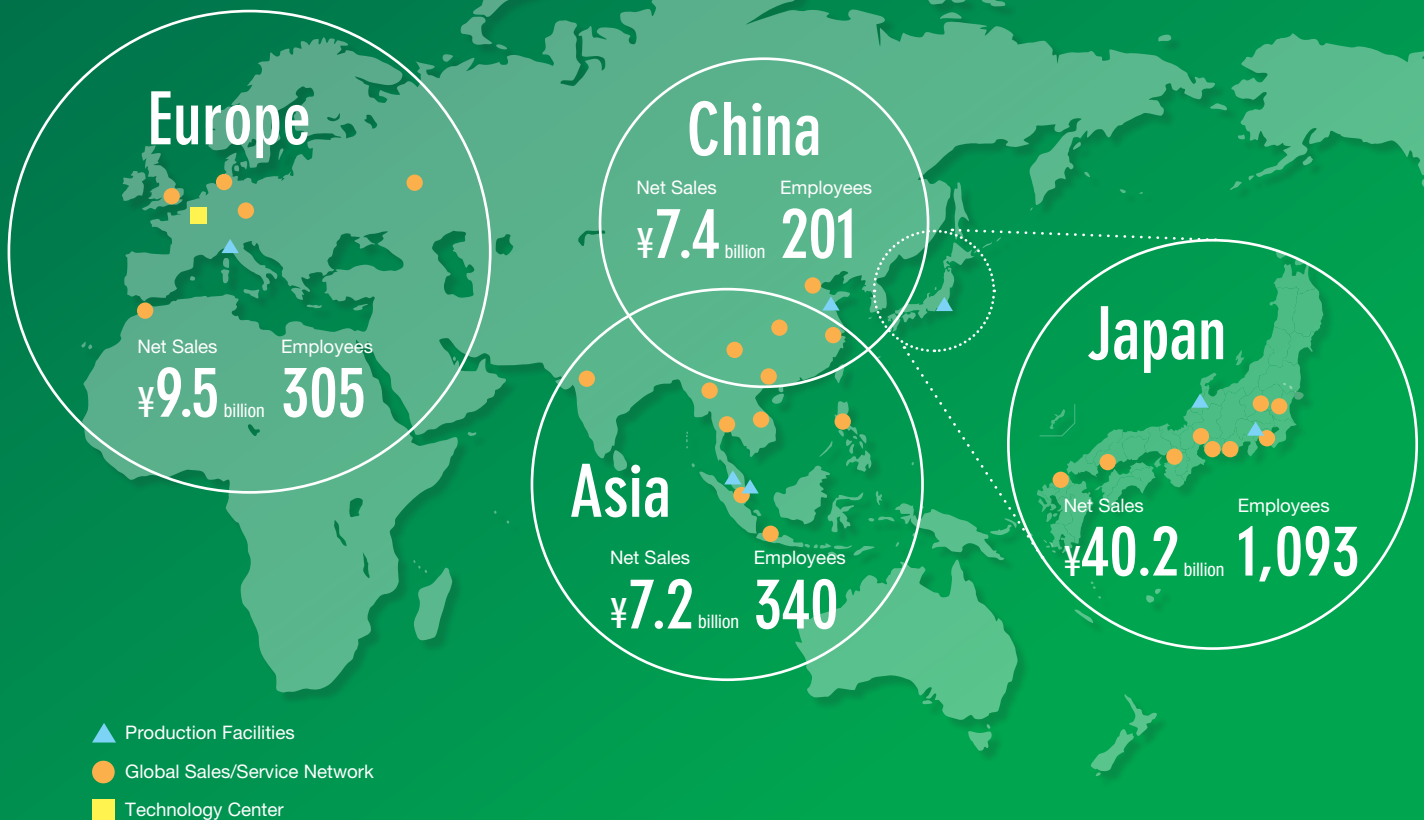 Europe
Net Sales
Employees
¥9.5 billion
305
China
Net Sales
Employees
¥7.4 billion
201
Asia
Net Sales
Employees
¥7.2 billion
340
Japan
Net Sales
Employees
¥40.2 billion
1,093
Production Facilities
Global Sales/Service Network
Technology Center